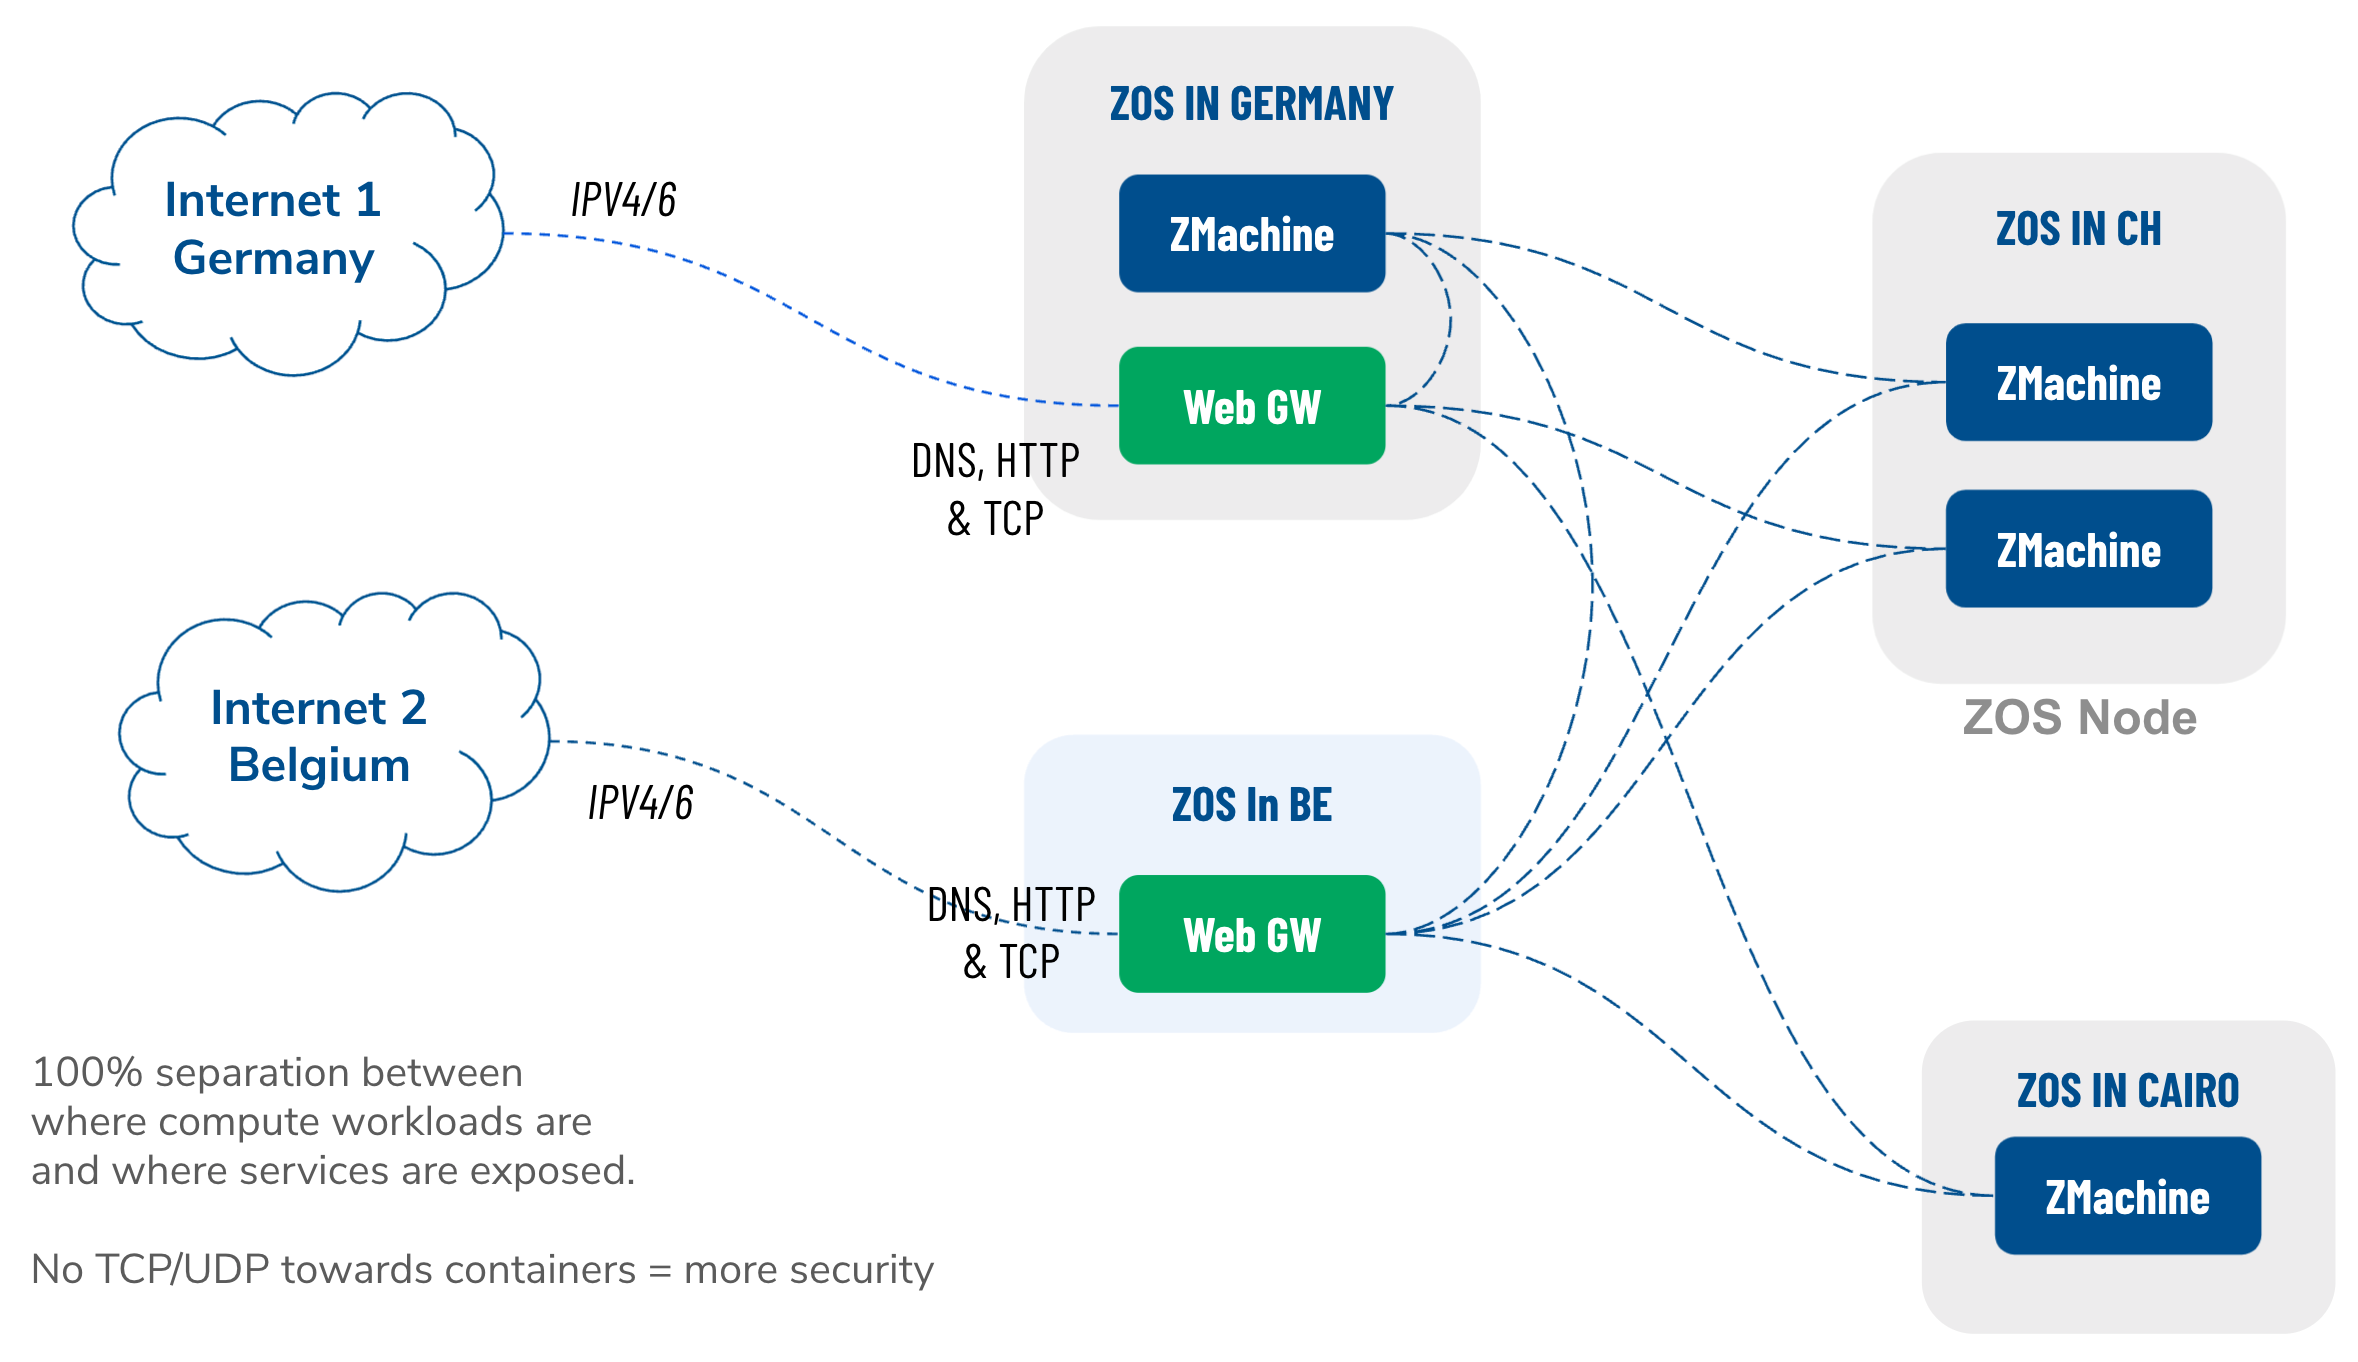 Internet 1
Germany
IPV4/6
DNS, HTTP
& TCP
ZOS IN GERMANY
ZMachine
Web GW
ZOS IN CH
ZMachine
ZMachine
ZOS Node
Internet 2
Belgium
IPV4/6
DNS, HTTP
& TCP
ZOS In BE
Web GW
ZOS IN CAIRO
ZMachine
100% separation between
where compute workloads are
and where services are exposed.
No TCP/UDP towards containers = more security